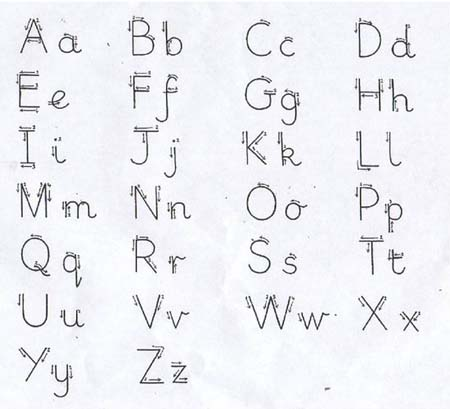 Aa Bb Cc Dd
Ee Ff Gg Hh
Ii Jj Kk Ll
Mm Nn Oo Pp
Qq Rr Ss Tt
Uu Vv Ww Xx
Yy Zz